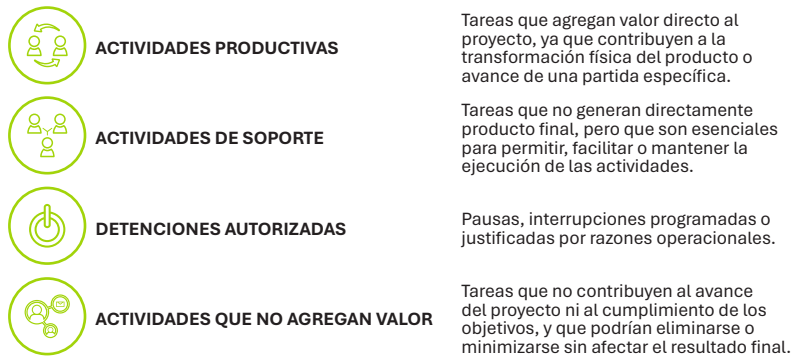 ACTIVIDADES PRODUCTIVAS
Tareas que agregan valor directo al
proyecto, ya que contribuyen a la
transformación física del producto o
avance de una partida específica.
ACTIVIDADES DE SOPORTE
Tareas que no generan directamente
producto final, pero que son esenciales
para permitir, facilitar o mantener la
ejecución de las actividades.
DETENCIONES AUTORIZADAS
Pausas, interrupciones programadas o
justificadas por razones operacionales.
ACTIVIDADES QUE NO AGREGAN VALOR
Tareas que no contribuyen al avance
del proyecto ni al cumplimiento de los
objetivos, y que podrían eliminarse o
minimizarse sin afectar el resultado final.